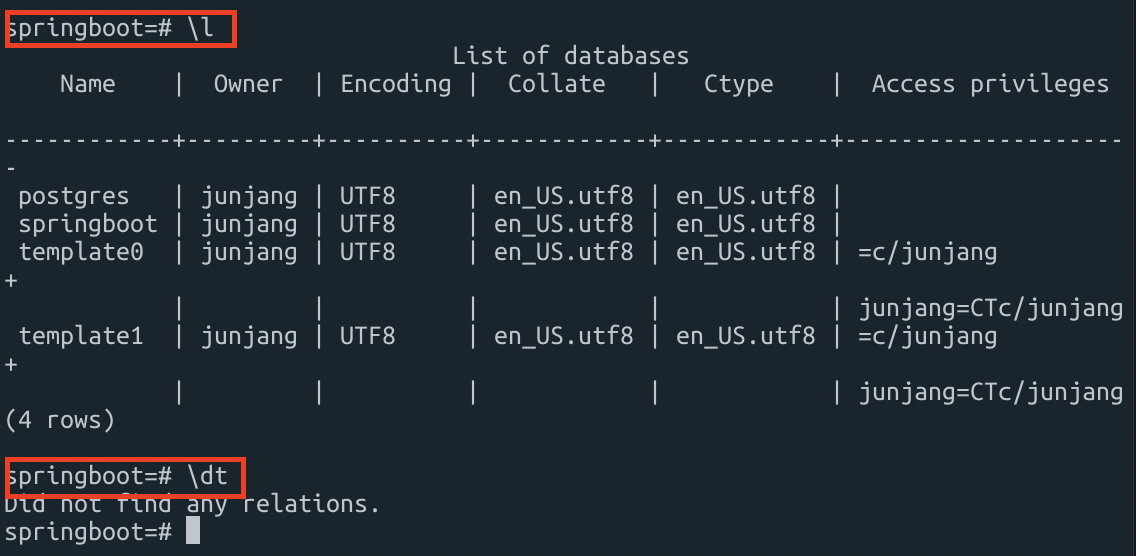 springboot=# \l
                                List of databases
    Name    |  Owner  | Encoding |  Collate   |   Ctype    |  Access privileges
------------+---------+----------+------------+------------+--------------------
-
 postgres   | junjang | UTF8     | en_US.utf8 | en_US.utf8 |
 springboot | junjang | UTF8     | en_US.utf8 | en_US.utf8 |
 template0  | junjang | UTF8     | en_US.utf8 | en_US.utf8 | =c/junjang
+
            |         |          |            |            | junjang=CTc/junjang
 template1  | junjang | UTF8     | en_US.utf8 | en_US.utf8 | =c/junjang
+
            |         |          |            |            | junjang=CTc/junjang
(4 rows)
springboot=# \dt
Did not find any relations.
springboot=#